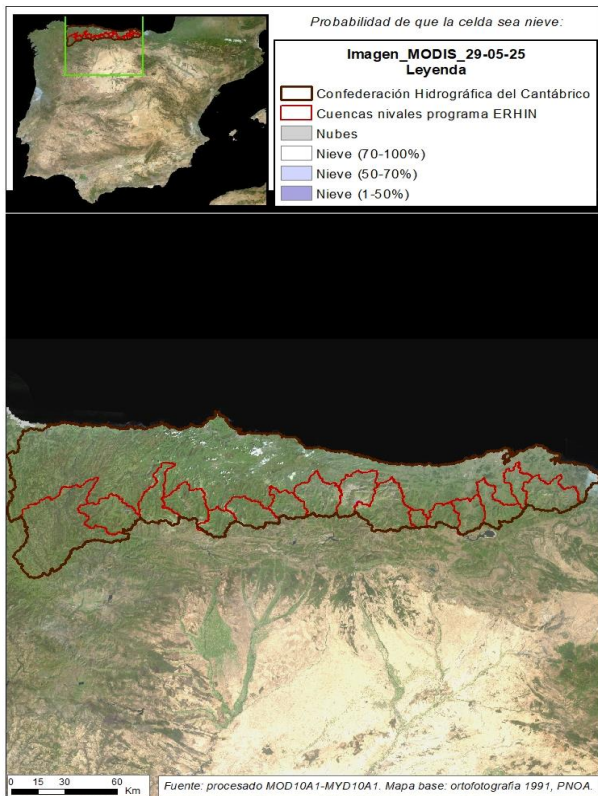 Probabilidad de que la celda sea nieve:
Imagen_MODIS_29-05-25
Leyenda
Confederación Hidrográfica del Cantábrico
Cuencas nivales programa ERHIN
Nubes
Nieve (70-100%)
Nieve (50-70%)
Nieve (1-50%)
0 15 30 60
Km
Fuente: procesado MOD10A1-MYD10A1. Mapa base: ortofotografia 1991, PNOA.